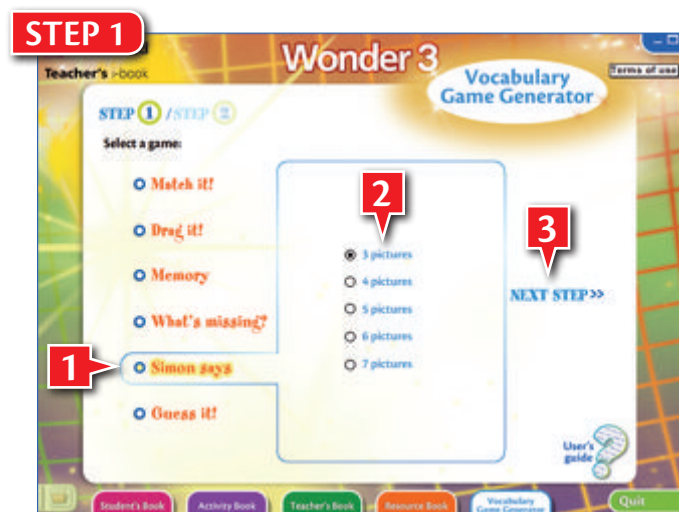 STEP 1
Wonder 3
Teacher's i-book
Terms of use
Vocabulary
Game Generator
STEP 1 / STEP 2
Select a game:
Match it!
Drag it!
Memory
What's missing?
Simon says
Guess it!
1
2
3 pictures
4 pictures
5 pictures
6 pictures
7 pictures
3
NEXT STEP >>
User's
guide
Student's Book
Activity Book
Teacher's Book
Resource Book
Vocabulary
Game Generator
Quit